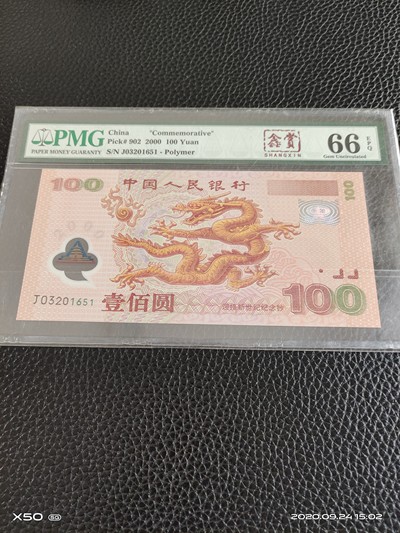 PMG
PAPER MONEY GUARANTY
China "Commemorative"
Pick# 902 2000 100 Yuan
S/N J03201651 - Polymer
鑫賞
SHANGXIN
66 EPQ
Gem Uncirculated
100
中国人民银行
100
J03201651
壹佰圆
迎接新世纪纪念钞
100
X50 5G
2020.09.24 15:02